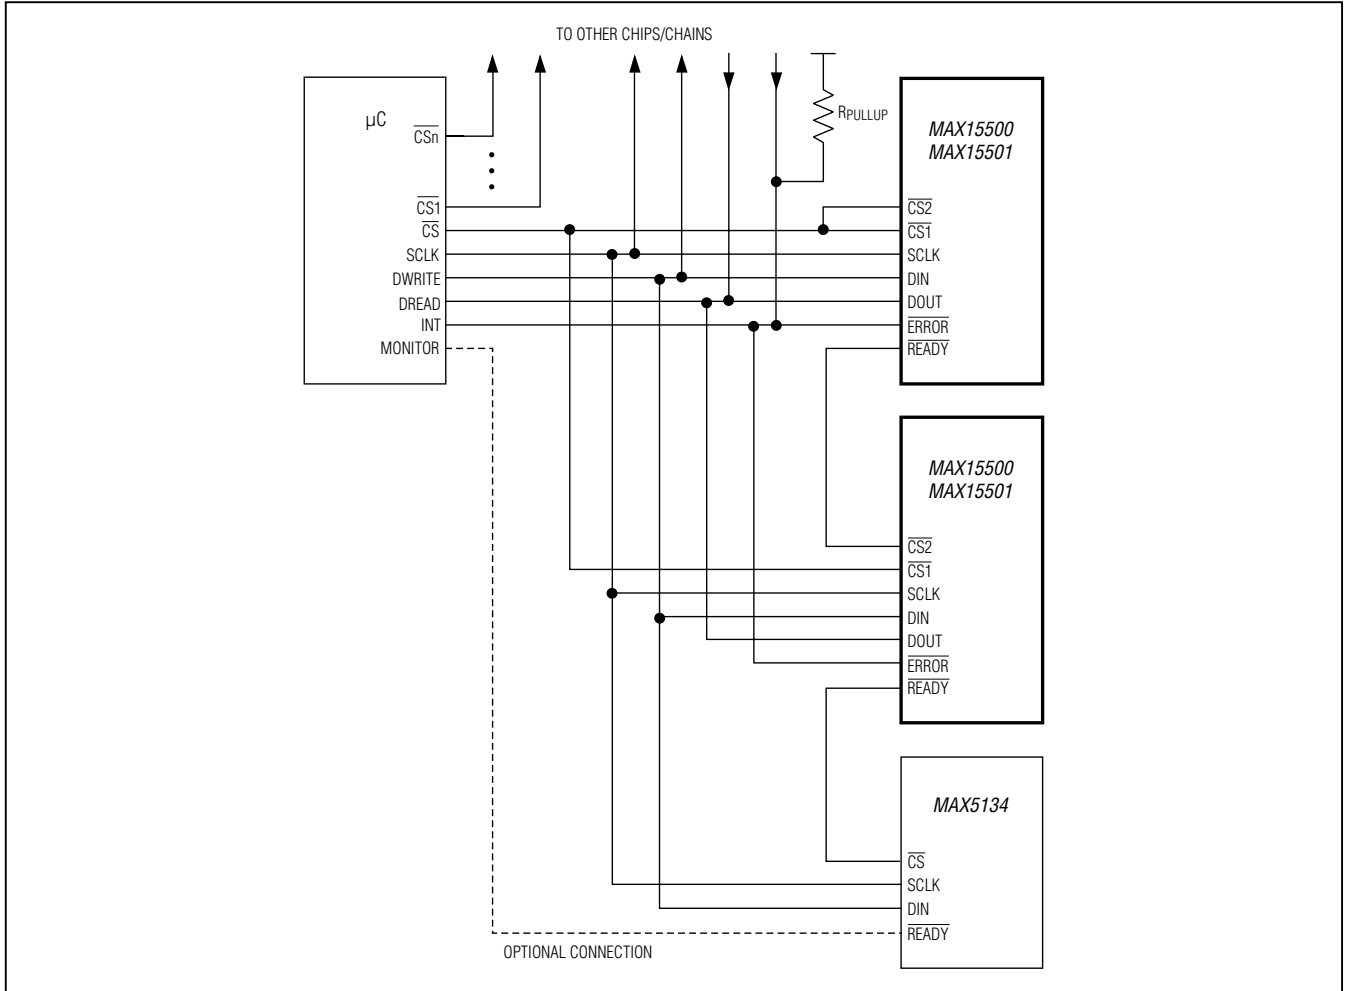 TO OTHER CHIPS/CHAINS
µC
CSn
CS1
CS
SCLK
DWRITE
DREAD
INT
MONITOR
RPULLUP
MAX15500
MAX15501
CS2
CS1
SCLK
DIN
DOUT
ERROR
READY
MAX15500
MAX15501
CS2
CS1
SCLK
DIN
DOUT
ERROR
READY
MAX5134
CS
SCLK
DIN
READY
OPTIONAL CONNECTION